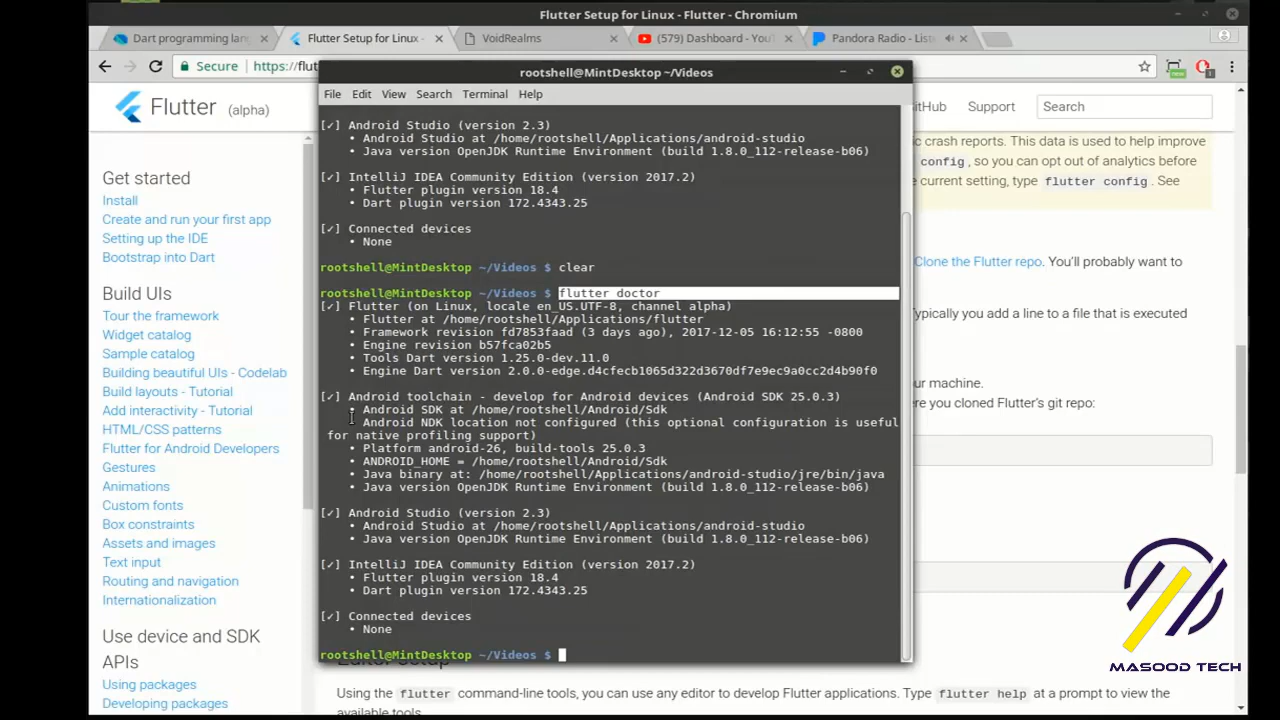 Flutter Setup for Linux - Flutter - Chromium
Dart programming lan
Flutter Setup for Linux -
VoidRealms
(579) Dashboard - You
Pandora Radio - Liste
Secure
https://flut
new
1
Flutter (alpha)
GitHub
Support
Search
Get started
Install
Create and run your first app
Setting up the IDE
Bootstrap into Dart
Build UIs
Tour the framework
Widget catalog
Sample catalog
Building beautiful UIs - Codelab
Build layouts - Tutorial
Add interactivity - Tutorial
HTML/CSS patterns
Flutter for Android Developers
Gestures
Animations
Custom fonts
Box constraints
Assets and images
Text input
Routing and navigation
Internationalization
Use device and SDK
APIs
Using packages
Developing packages
rootshell@MintDesktop ~/Videos
File Edit View Search Terminal Help
[✓] Android Studio (version 2.3)
• Android Studio at /home/rootshell/Applications/android-studio
• Java version OpenJDK Runtime Environment (build 1.8.0_112-release-b06)
[✓] IntelliJ IDEA Community Edition (version 2017.2)
• Flutter plugin version 18.4
• Dart plugin version 172.4343.25
[✓] Connected devices
• None
rootshell@MintDesktop ~/Videos $ clear
rootshell@MintDesktop ~/Videos $ flutter doctor
[✓] Flutter (on Linux, locale en_US.UTF-8, channel alpha)
• Flutter at /home/rootshell/Applications/flutter
• Framework revision fd7853faad (3 days ago), 2017-12-05 16:12:55 -0800
• Engine revision b57fca02b5
• Tools Dart version 1.25.0-dev.11.0
• Engine Dart version 2.0.0-edge.d4cfecb1065d322d3670df7e9ec9a0cc2d4b90f0
[✓] Android toolchain - develop for Android devices (Android SDK 25.0.3)
• Android SDK at /home/rootshell/Android/Sdk
• Android NDK location not configured (this optional configuration is useful
for native profiling support)
• Platform android-26, build-tools 25.0.3
• ANDROID_HOME = /home/rootshell/Android/Sdk
• Java binary at: /home/rootshell/Applications/android-studio/jre/bin/java
• Java version OpenJDK Runtime Environment (build 1.8.0_112-release-b06)
[✓] Android Studio (version 2.3)
• Android Studio at /home/rootshell/Applications/android-studio
• Java version OpenJDK Runtime Environment (build 1.8.0_112-release-b06)
[✓] IntelliJ IDEA Community Edition (version 2017.2)
• Flutter plugin version 18.4
• Dart plugin version 172.4343.25
[✓] Connected devices
• None
rootshell@MintDesktop ~/Videos $
ic crash reports. This data is used to help improve
config, so you can opt out of analytics before
e current setting, type flutter config. See
Clone the Flutter repo. You'll probably want to
Typically you add a line to a file that is executed
ur machine.
ere you cloned Flutter's git repo:
Editor setup
Using the flutter command-line tools, you can use any editor to develop Flutter applications. Type flutter help at a prompt to view the
available tools.
MASOOD TECH